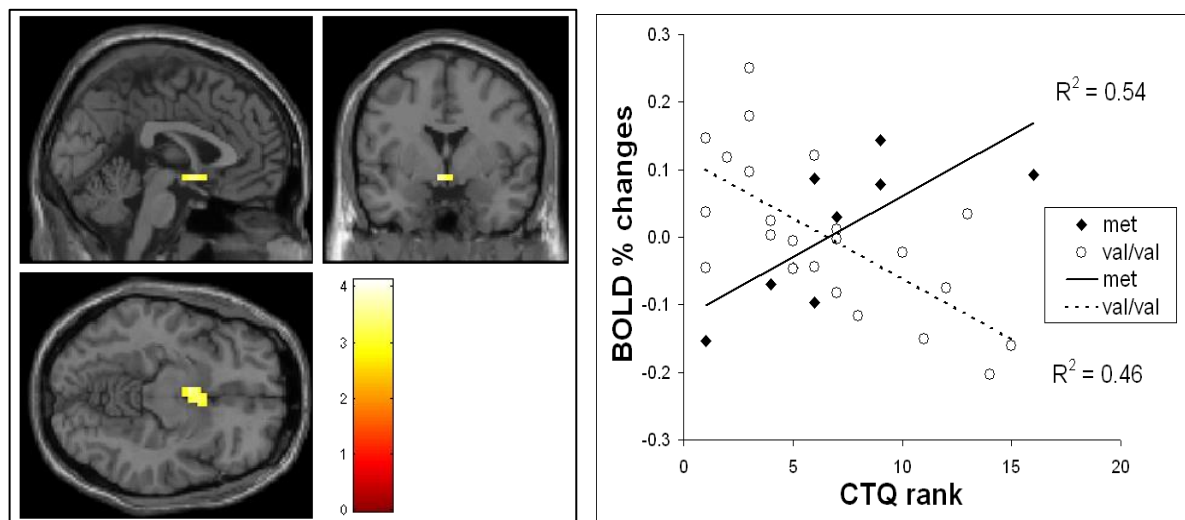 4
3
2
1
0
BOLD % changes
0.3
0.2
0.1
0.0
-0.1
-0.2
-0.3
0
5
10
15
20
CTQ rank
R² = 0.54
met
val/val
met
val/val
R² = 0.46